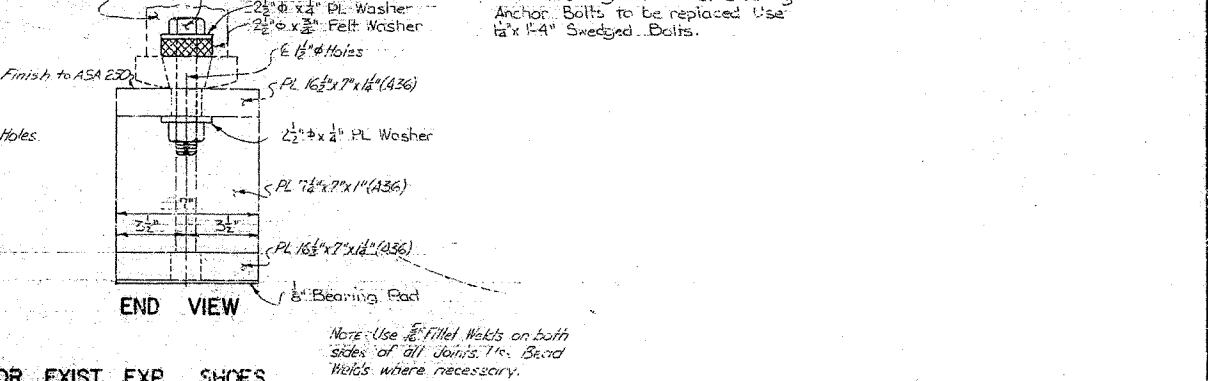 2½"Φ x ¼" PL Washer
2½"Φ x ¾" Felt Washer
Anchor Bolts to be replaced Use
1¼"x 1'-4" Swedged Bolts.
℄ 1½"Φ Holes
Finish to ASA 250
PL 16½"x7"x1¼"(A36)
Holes.
2½"Φ x ¼" PL Washer
PL 7¼"x7"x1"(A36)
7"
3½" 3½"
PL 16½"x7"x1¼"(A36)
⅛" Bearing Pad
END VIEW
NOTE: Use Fillet Welds on both
sides of all Joints. Use Bead
Welds where necessary.
OR EXIST. EXP. SHOES